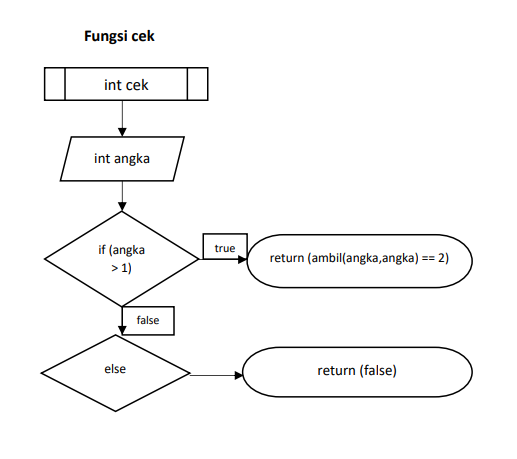 Fungsi cek
int cek
int angka
if (angka
> 1)
true
return (ambil(angka,angka) == 2)
false
else
return (false)